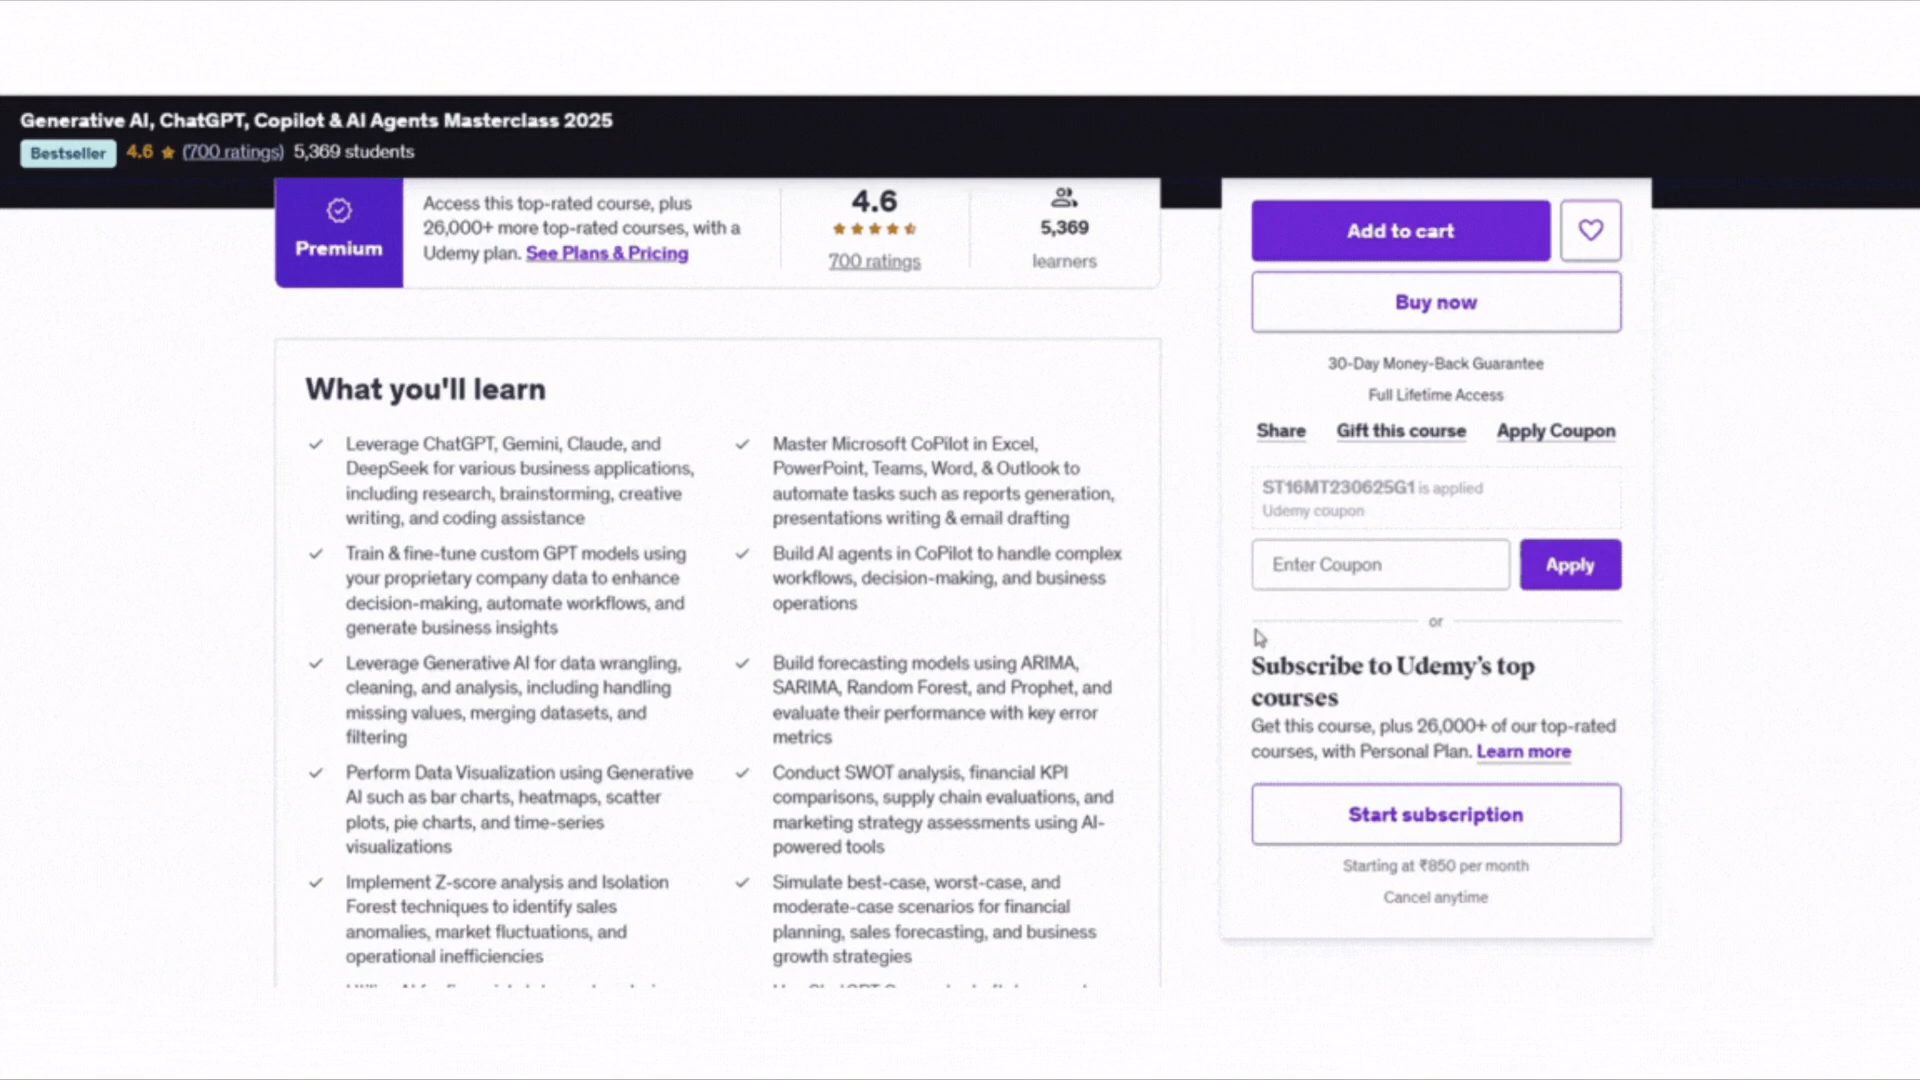 Generative AI, ChatGPT, Copilot & AI Agents Masterclass 2025
Bestseller 4.6 (700 ratings) 5,369 students
Premium
Access this top-rated course, plus
26,000+ more top-rated courses, with a
Udemy plan. See Plans & Pricing
4.6
700 ratings
5,369
learners
What you'll learn
Leverage ChatGPT, Gemini, Claude, and
DeepSeek for various business applications,
including research, brainstorming, creative
writing, and coding assistance
Master Microsoft CoPilot in Excel,
PowerPoint, Teams, Word, & Outlook to
automate tasks such as reports generation,
presentations writing & email drafting
Train & fine-tune custom GPT models using
your proprietary company data to enhance
decision-making, automate workflows, and
generate business insights
Build AI agents in CoPilot to handle complex
workflows, decision-making, and business
operations
Leverage Generative AI for data wrangling,
cleaning, and analysis, including handling
missing values, merging datasets, and
filtering
Build forecasting models using ARIMA,
SARIMA, Random Forest, and Prophet, and
evaluate their performance with key error
metrics
Perform Data Visualization using Generative
AI such as bar charts, heatmaps, scatter
plots, pie charts, and time-series
visualizations
Conduct SWOT analysis, financial KPI
comparisons, supply chain evaluations, and
marketing strategy assessments using AI-
powered tools
Implement Z-score analysis and Isolation
Forest techniques to identify sales
anomalies, market fluctuations, and
operational inefficiencies
Simulate best-case, worst-case, and
moderate-case scenarios for financial
planning, sales forecasting, and business
growth strategies
Add to cart
Buy now
30-Day Money-Back Guarantee
Full Lifetime Access
Share Gift this course Apply Coupon
ST16MT230625G1 is applied
Udemy coupon
Enter Coupon Apply
or
Subscribe to Udemy's top
courses
Get this course, plus 26,000+ of our top-rated
courses, with Personal Plan. Learn more
Start subscription
Starting at ₹850 per month
Cancel anytime